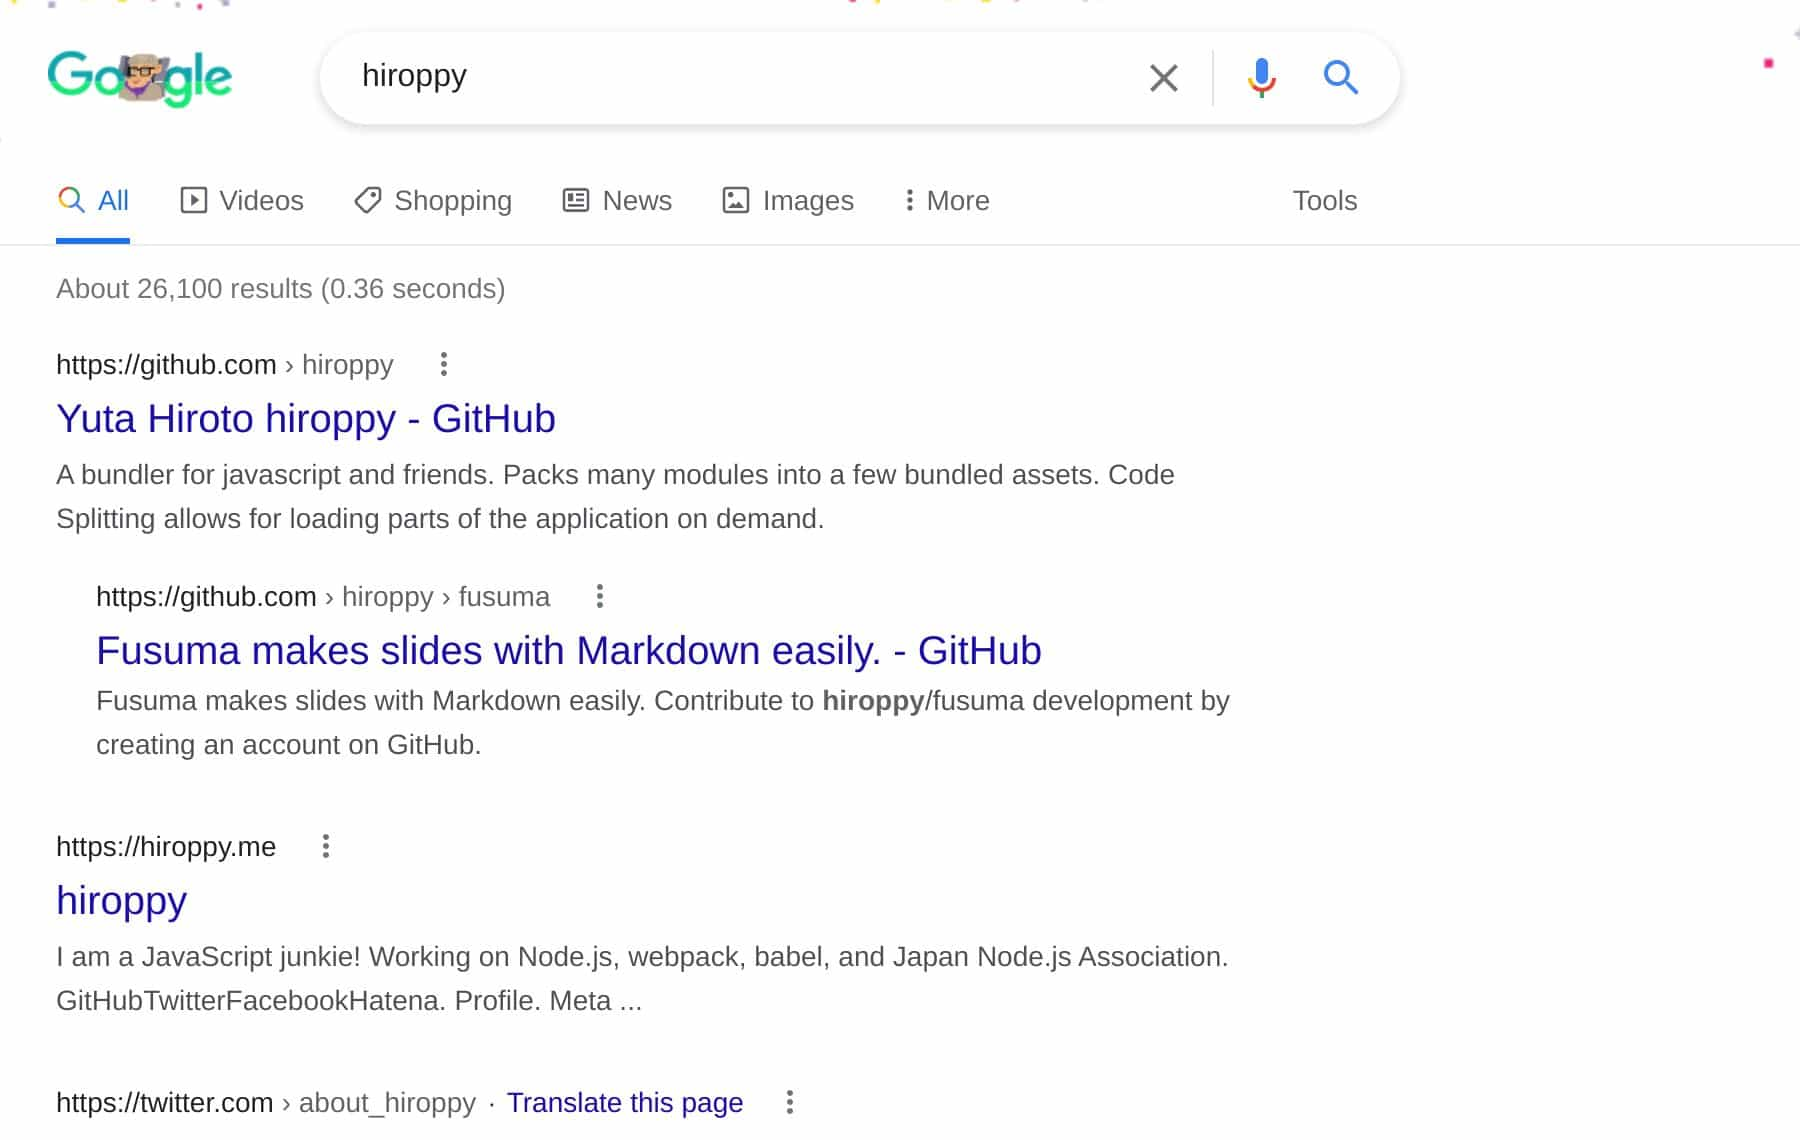 Google
hiroppy
All Videos Shopping News Images More Tools
About 26,100 results (0.36 seconds)
https://github.com › hiroppy
Yuta Hiroto hiroppy - GitHub
A bundler for javascript and friends. Packs many modules into a few bundled assets. Code
Splitting allows for loading parts of the application on demand.
https://github.com › hiroppy › fusuma
Fusuma makes slides with Markdown easily. - GitHub
Fusuma makes slides with Markdown easily. Contribute to hiroppy/fusuma development by
creating an account on GitHub.
https://hiroppy.me
hiroppy
I am a JavaScript junkie! Working on Node.js, webpack, babel, and Japan Node.js Association.
GitHubTwitterFacebookHatena. Profile. Meta ...
https://twitter.com › about_hiroppy · Translate this page